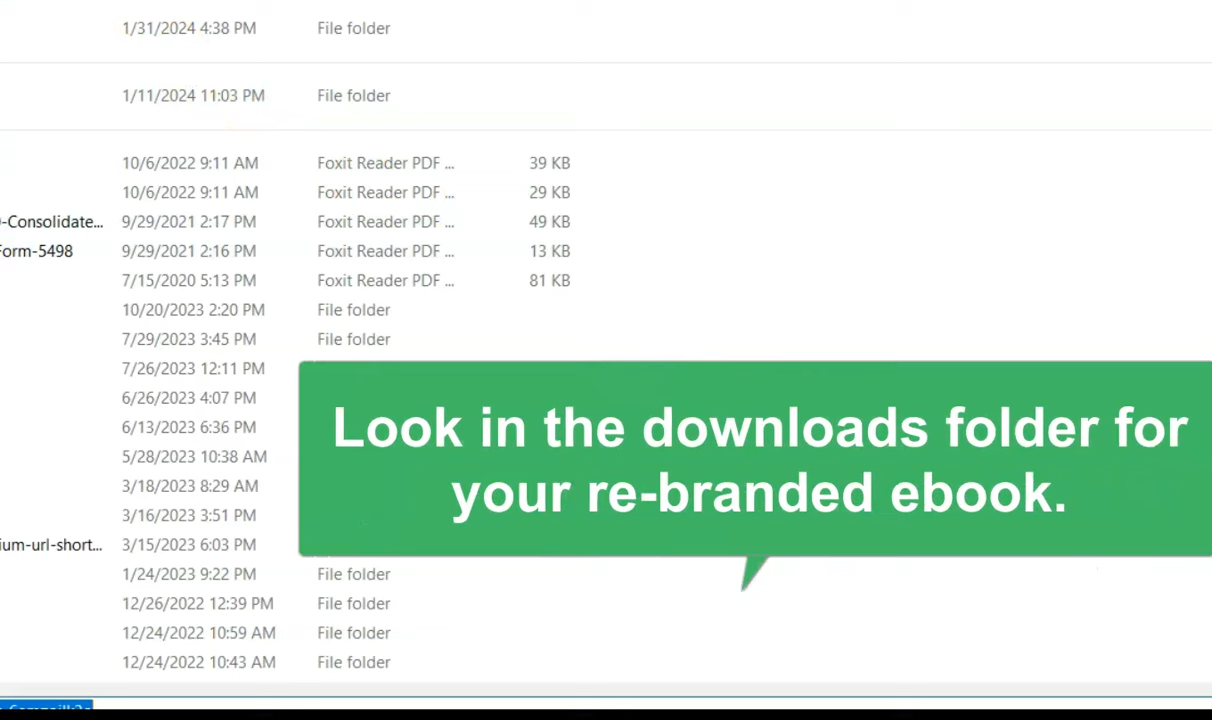 1/31/2024 4:38 PM File folder
1/11/2024 11:03 PM File folder
10/6/2022 9:11 AM Foxit Reader PDF ... 39 KB
10/6/2022 9:11 AM Foxit Reader PDF ... 29 KB
-Consolidate... 9/29/2021 2:17 PM Foxit Reader PDF ... 49 KB
Form-5498 9/29/2021 2:16 PM Foxit Reader PDF ... 13 KB
7/15/2020 5:13 PM Foxit Reader PDF ... 81 KB
10/20/2023 2:20 PM File folder
7/29/2023 3:45 PM File folder
7/26/2023 12:11 PM
6/26/2023 4:07 PM
6/13/2023 6:36 PM
5/28/2023 10:38 AM
3/18/2023 8:29 AM
3/16/2023 3:51 PM
ium-url-short... 3/15/2023 6:03 PM
1/24/2023 9:22 PM File folder
12/26/2022 12:39 PM File folder
12/24/2022 10:59 AM File folder
12/24/2022 10:43 AM File folder
Look in the downloads folder for
your re-branded ebook.